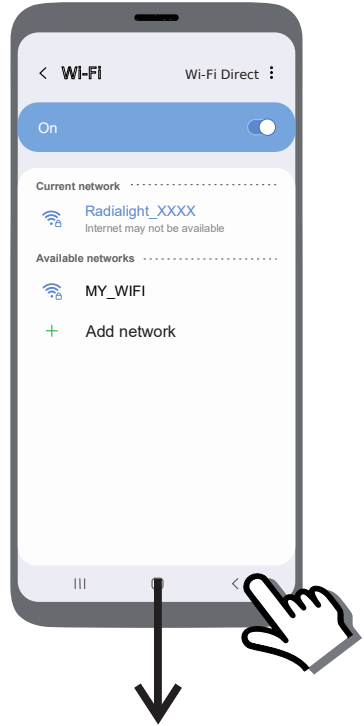 Wi-Fi Wi-Fi Direct
On
Current network
Radialight_XXXX
Internet may not be available
Available networks
MY_WIFI
Add network